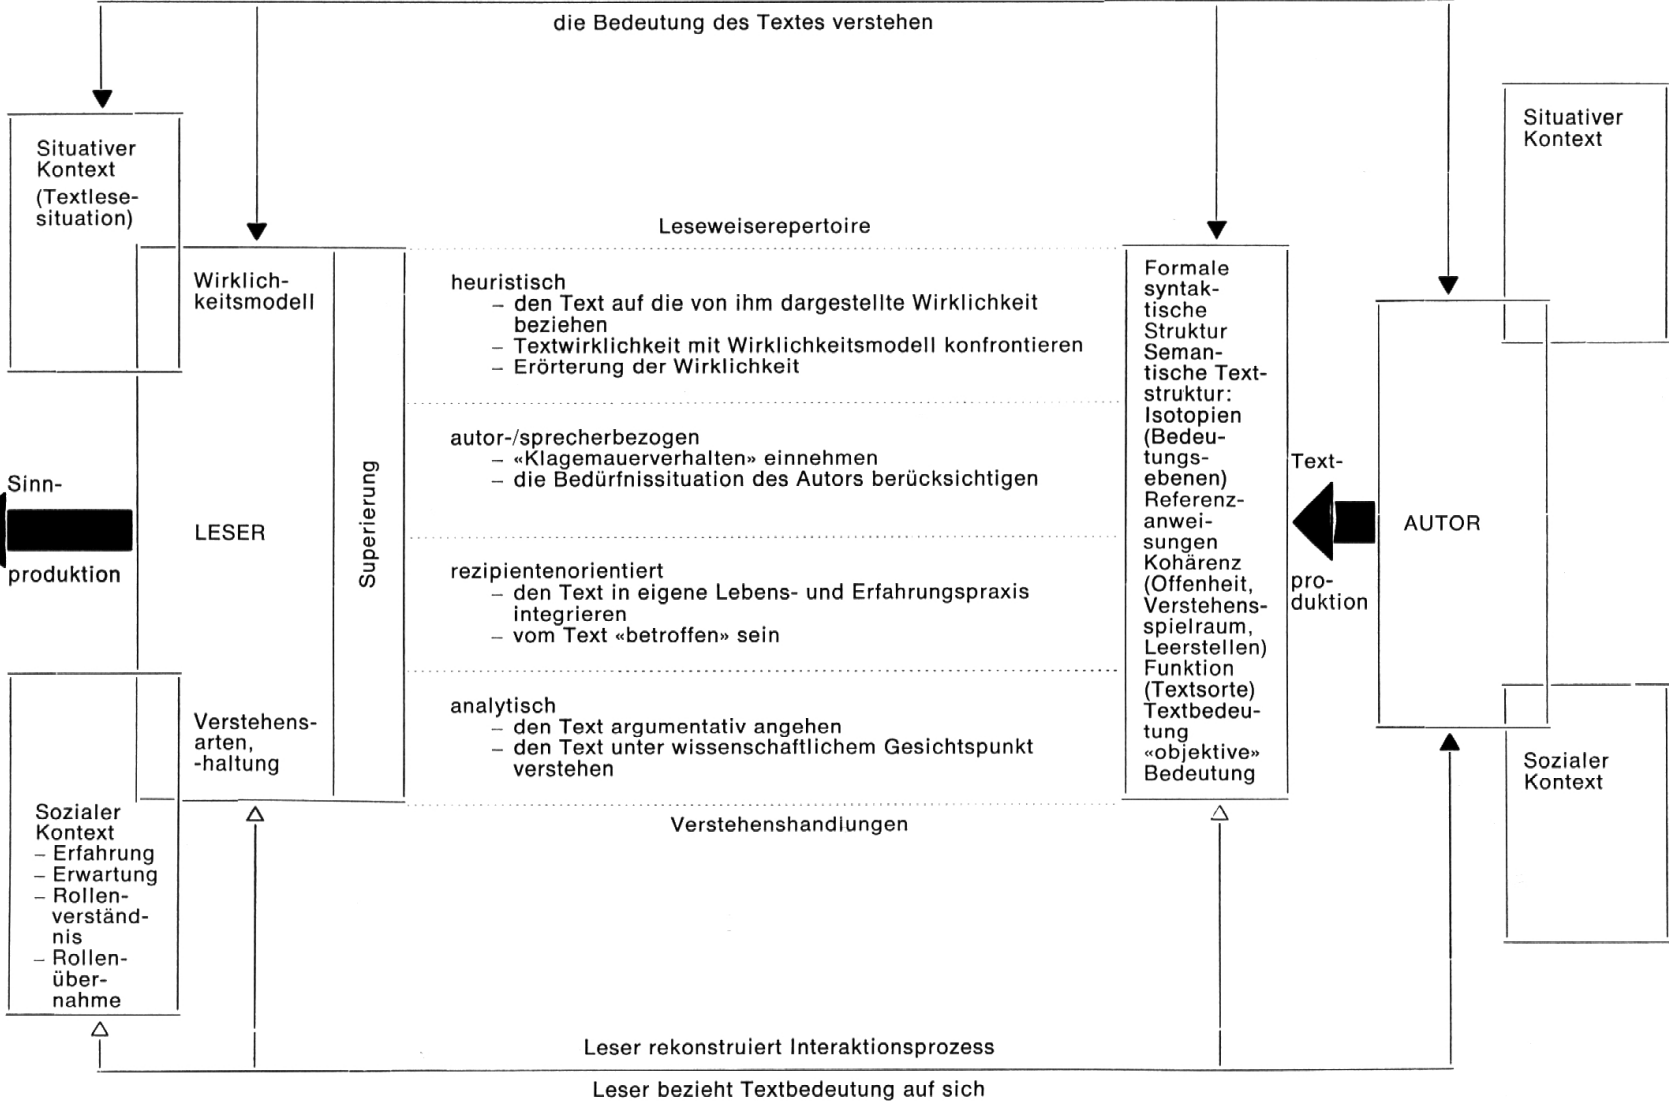 die Bedeutung des Textes verstehen
Situativer
Kontext
(Textlese-
situation)
Situativer
Kontext
Leseweiserepertoire
Wirklich-
keitsmodell
LESER
Verstehens-
arten,
-haltung
Superierung
heuristisch
– den Text auf die von ihm dargestellte Wirklichkeit
beziehen
– Textwirklichkeit mit Wirklichkeitsmodell konfrontieren
– Erörterung der Wirklichkeit
autor-/sprecherbezogen
– «Klagemauerverhalten» einnehmen
– die Bedürfnissituation des Autors berücksichtigen
rezipientenorientiert
– den Text in eigene Lebens- und Erfahrungspraxis
integrieren
– vom Text «betroffen» sein
analytisch
– den Text argumentativ angehen
– den Text unter wissenschaftlichem Gesichtspunkt
verstehen
Verstehenshandlungen
Formale
syntak-
tische
Struktur
Seman-
tische Text-
struktur:
Isotopien
(Bedeu-
tungs-
ebenen)
Referenz-
anwei-
sungen
Kohärenz
(Offenheit,
Verstehens-
spielraum,
Leerstellen)
Funktion
(Textsorte)
Textbedeu-
tung
«objektive»
Bedeutung
Text-
pro-
duktion
AUTOR
Sinn-
produktion
Sozialer
Kontext
– Erfahrung
– Erwartung
– Rollen-
verständ-
nis
– Rollen-
über-
nahme
Sozialer
Kontext
Leser rekonstruiert Interaktionsprozess
Leser bezieht Textbedeutung auf sich